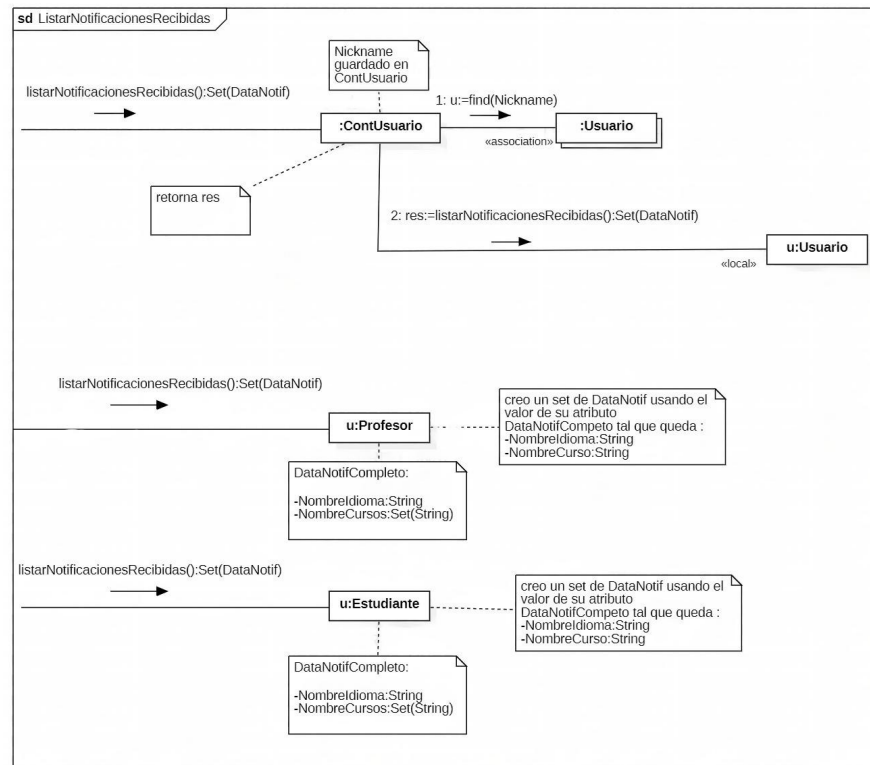 sd ListarNotificacionesRecibidas
Nickname
guardado en
ContUsuario
listarNotificacionesRecibidas():Set(DataNotif)
1: u:=find(Nickname)
:ContUsuario
:Usuario
«association»
retorna res
2: res:=listarNotificacionesRecibidas():Set(DataNotif)
u:Usuario
«local»
listarNotificacionesRecibidas():Set(DataNotif)
u:Profesor
creo un set de DataNotif usando el
valor de su atributo
DataNotifCompeto tal que queda :
-NombreIdioma:String
-NombreCurso:String
DataNotifCompleto:
-NombreIdioma:String
-NombreCursos:Set(String)
listarNotificacionesRecibidas():Set(DataNotif)
u:Estudiante
creo un set de DataNotif usando el
valor de su atributo
DataNotifCompeto tal que queda :
-NombreIdioma:String
-NombreCurso:String
DataNotifCompleto:
-NombreIdioma:String
-NombreCursos:Set(String)